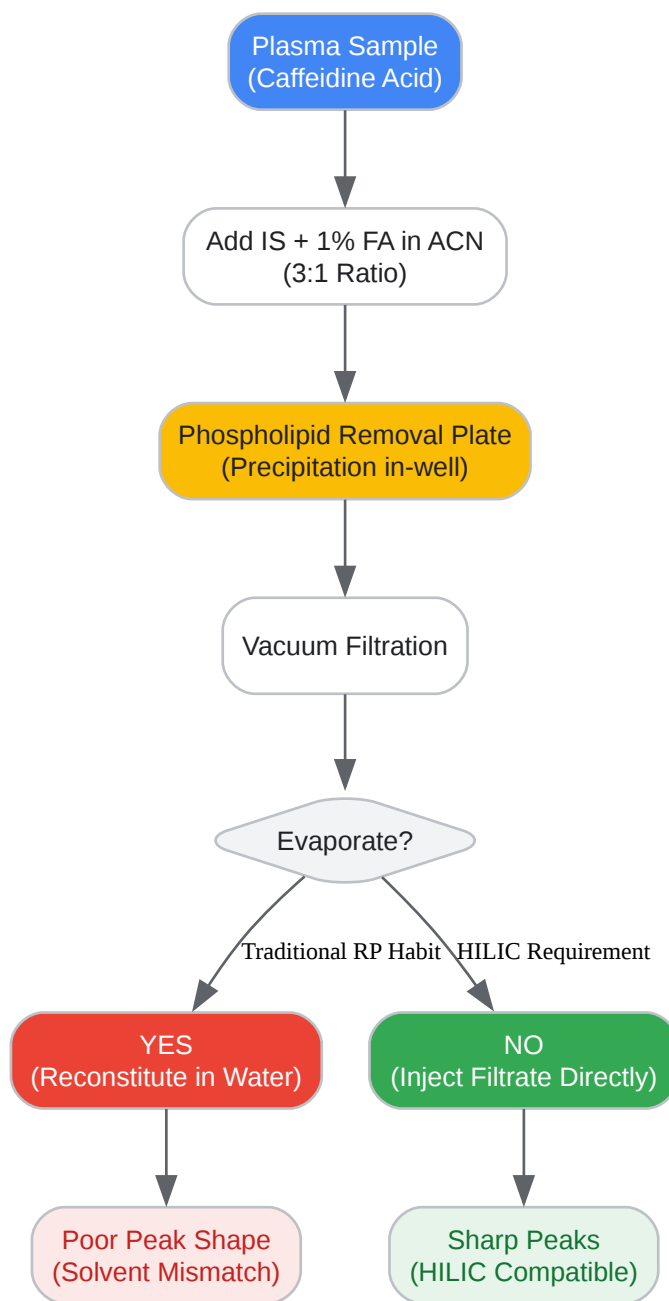 Plasma Sample
(Caffeidine Acid)
Add IS + 1% FA in ACN
(3:1 Ratio)
Phospholipid Removal Plate
(Precipitation in-well)
Vacuum Filtration
Evaporate?
Traditional RP Habit
HILIC Requirement
YES
(Reconstitute in Water)
NO
(Inject Filtrate Directly)
Poor Peak Shape
(Solvent Mismatch)
Sharp Peaks
(HILIC Compatible)